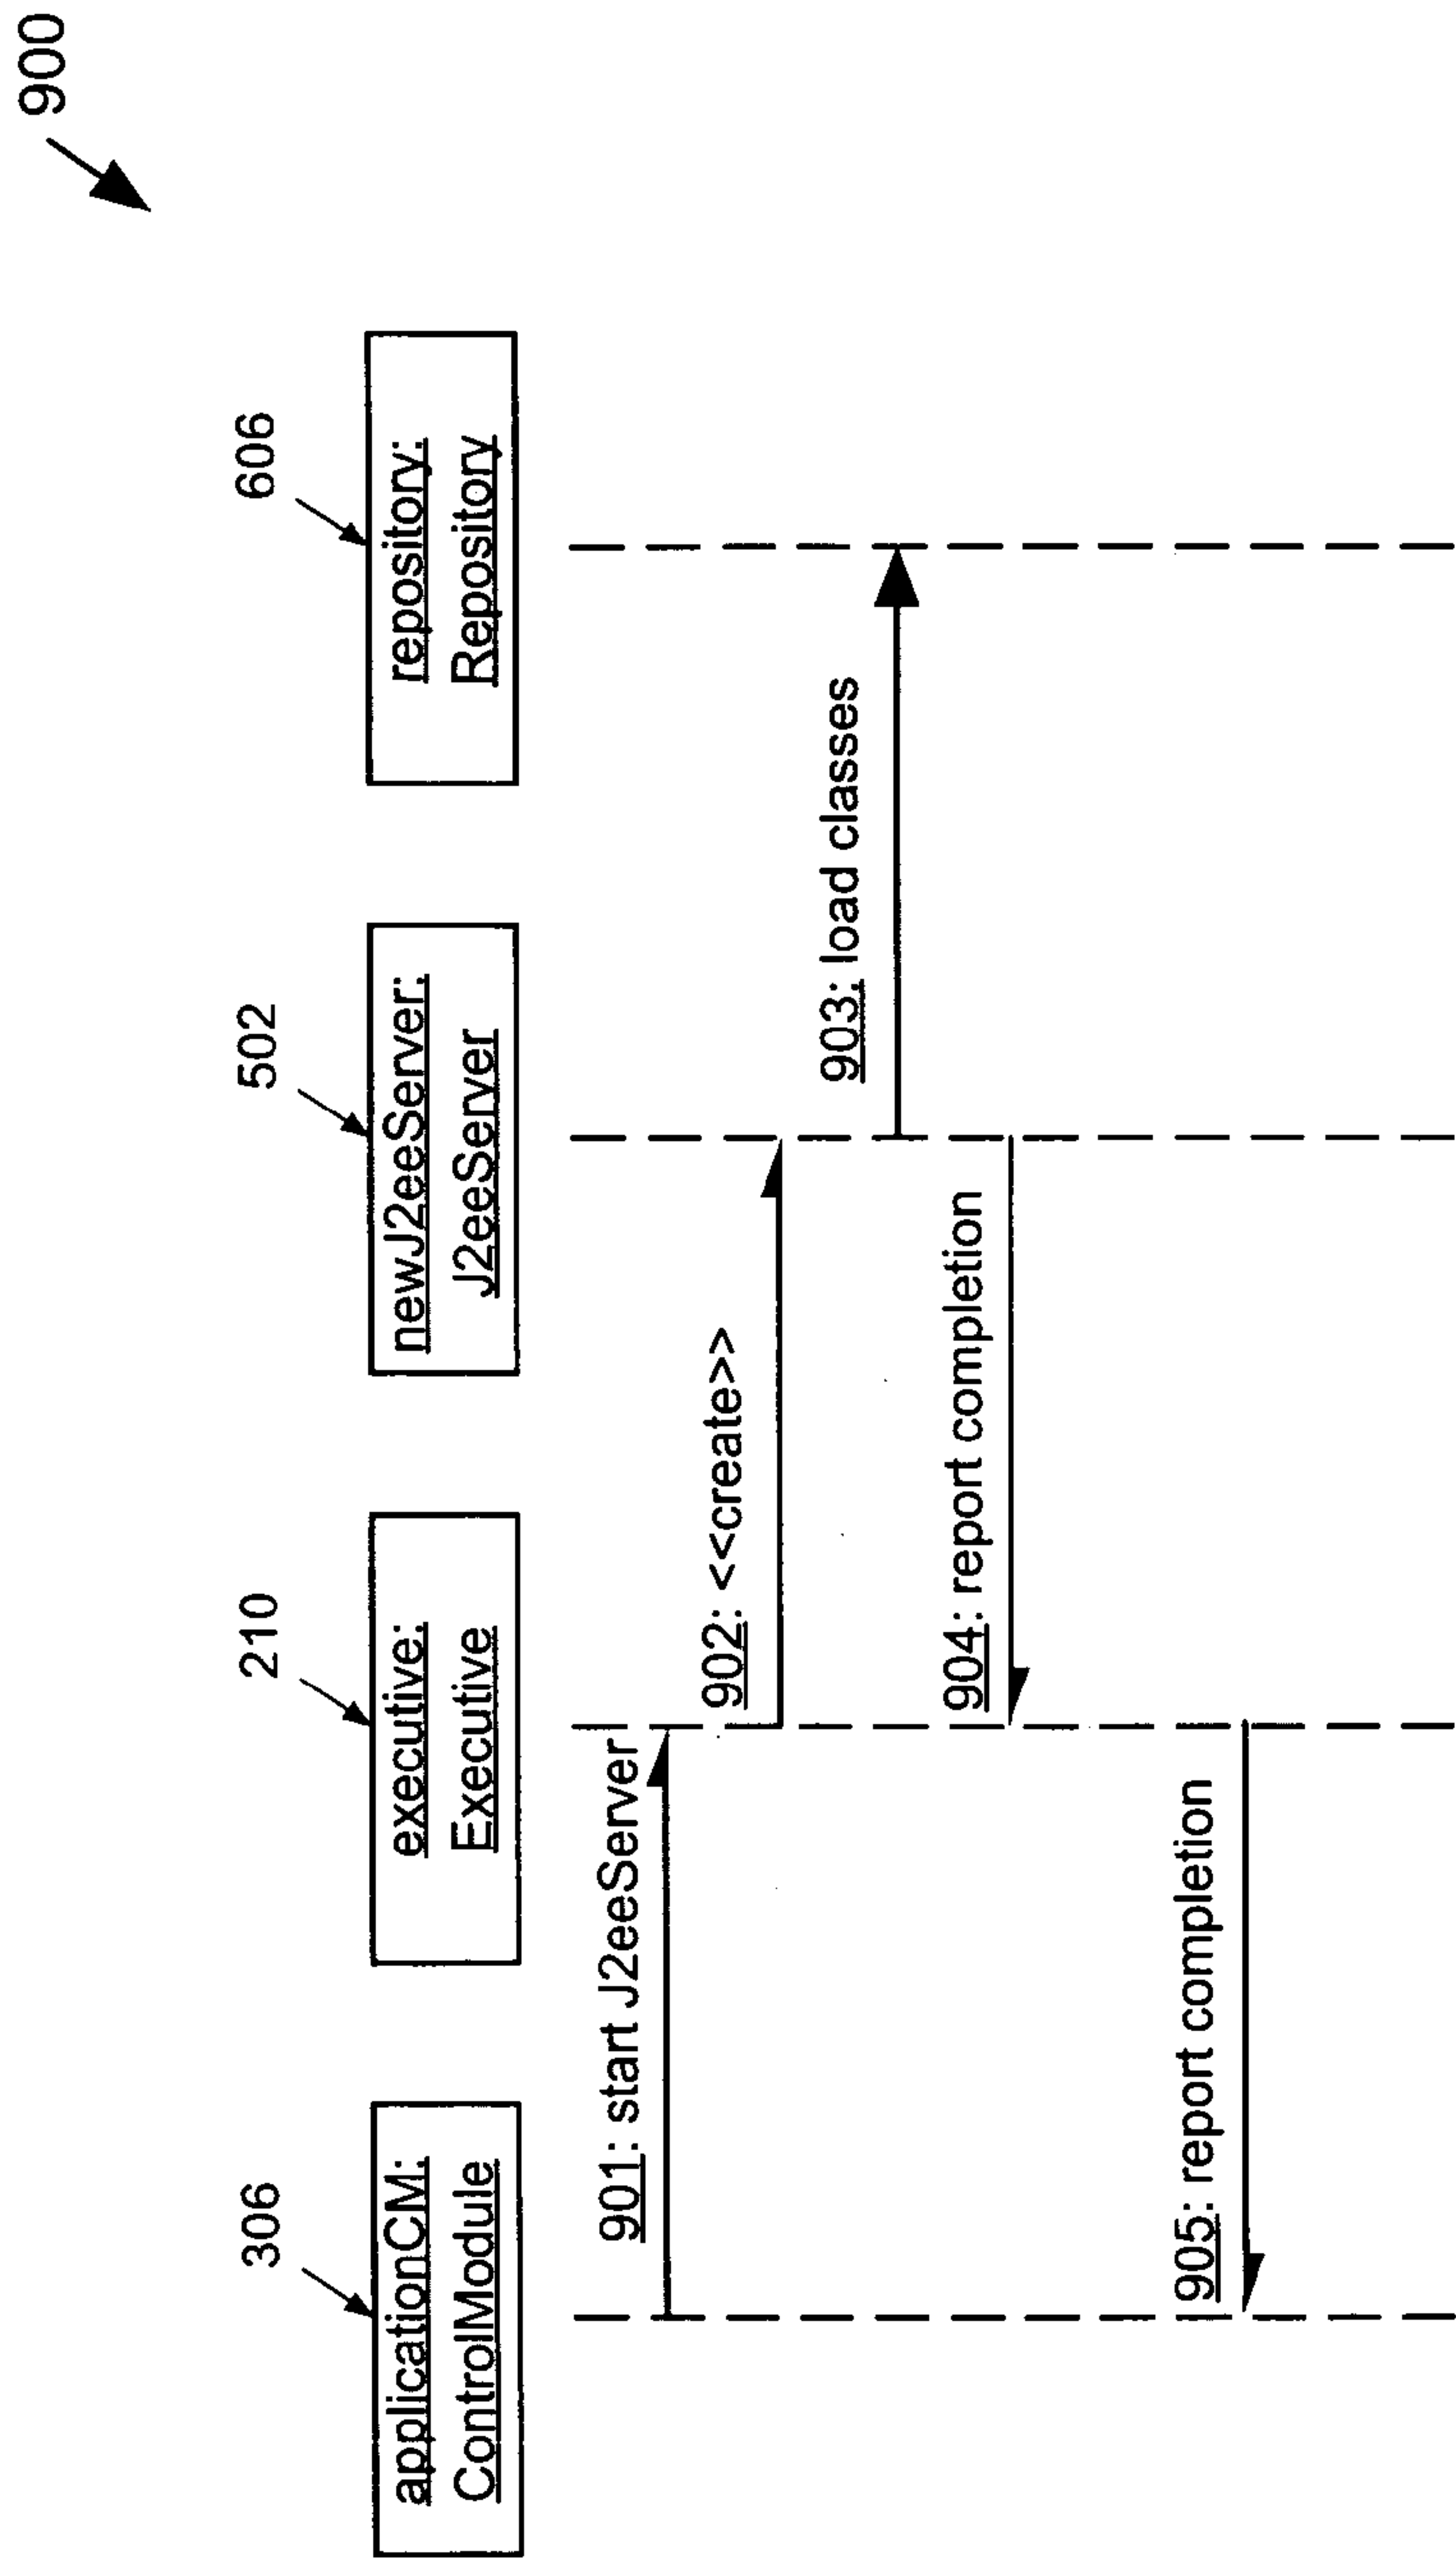 900
306
210
502
606
applicationCM:
ControlModule
executive:
Executive
newJ2eeServer:
J2eeServer
repository:
Repository
901: start J2eeServer
902: <<create>>
903: load classes
904: report completion
905: report completion